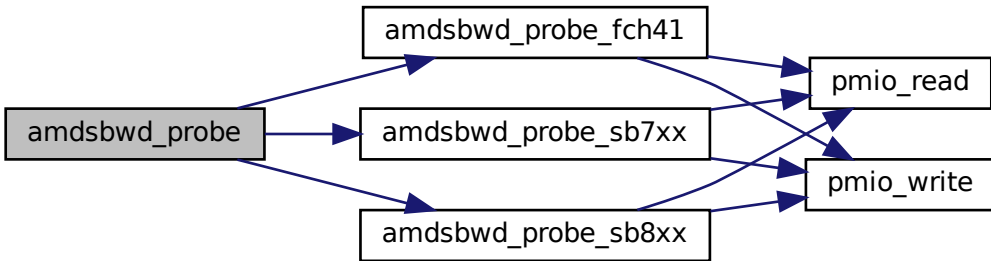 amdsbwd_probe
amdsbwd_probe_fch41
amdsbwd_probe_sb7xx
amdsbwd_probe_sb8xx
pmio_read
pmio_write